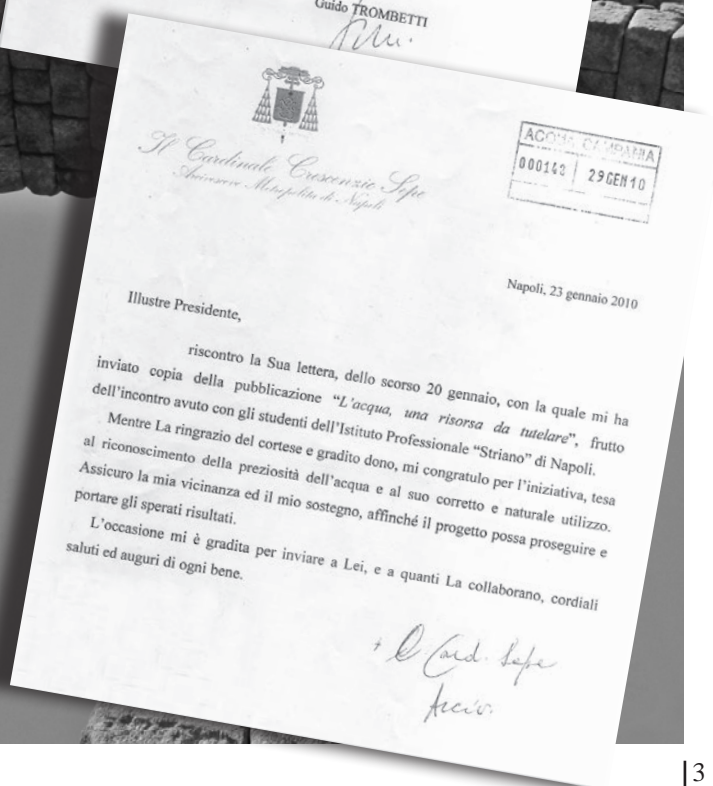 Guido TROMBETTI
Il Cardinale Crescenzio Sepe
Arcivescovo Metropolita di Napoli
CAMPANIA
000142 29 GEN 10
Napoli, 23 gennaio 2010
Illustre Presidente,
riscontro la Sua lettera, dello scorso 20 gennaio, con la quale mi ha
inviato copia della pubblicazione “L'acqua, una risorsa da tutelare”, frutto
dell'incontro avuto con gli studenti dell'Istituto Professionale “Striano” di Napoli.
Mentre La ringrazio del cortese e gradito dono, mi congratulo per l'iniziativa, tesa
al riconoscimento della preziosità dell'acqua e al suo corretto e naturale utilizzo.
Assicuro la mia vicinanza ed il mio sostegno, affinché il progetto possa proseguire e
portare gli sperati risultati.
L'occasione mi è gradita per inviare a Lei, e a quanti La collaborano, cordiali
saluti ed auguri di ogni bene.
+ C Card. Sepe
|3